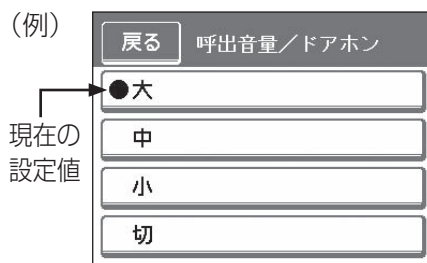 （例）
戻る 呼出音量／ドアホン
●大
中
小
切
現在の
設定値